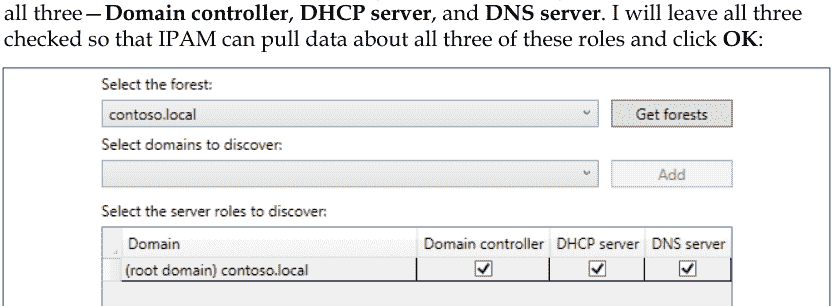 all three—Domain controller, DHCP server, and DNS server. I will leave all three
checked so that IPAM can pull data about all three of these roles and click OK:
Select the forest:
contoso.local
Get forests
Select domains to discover:
Add
Select the server roles to discover:
Domain Domain controller DHCP server DNS server
(root domain) contoso.local